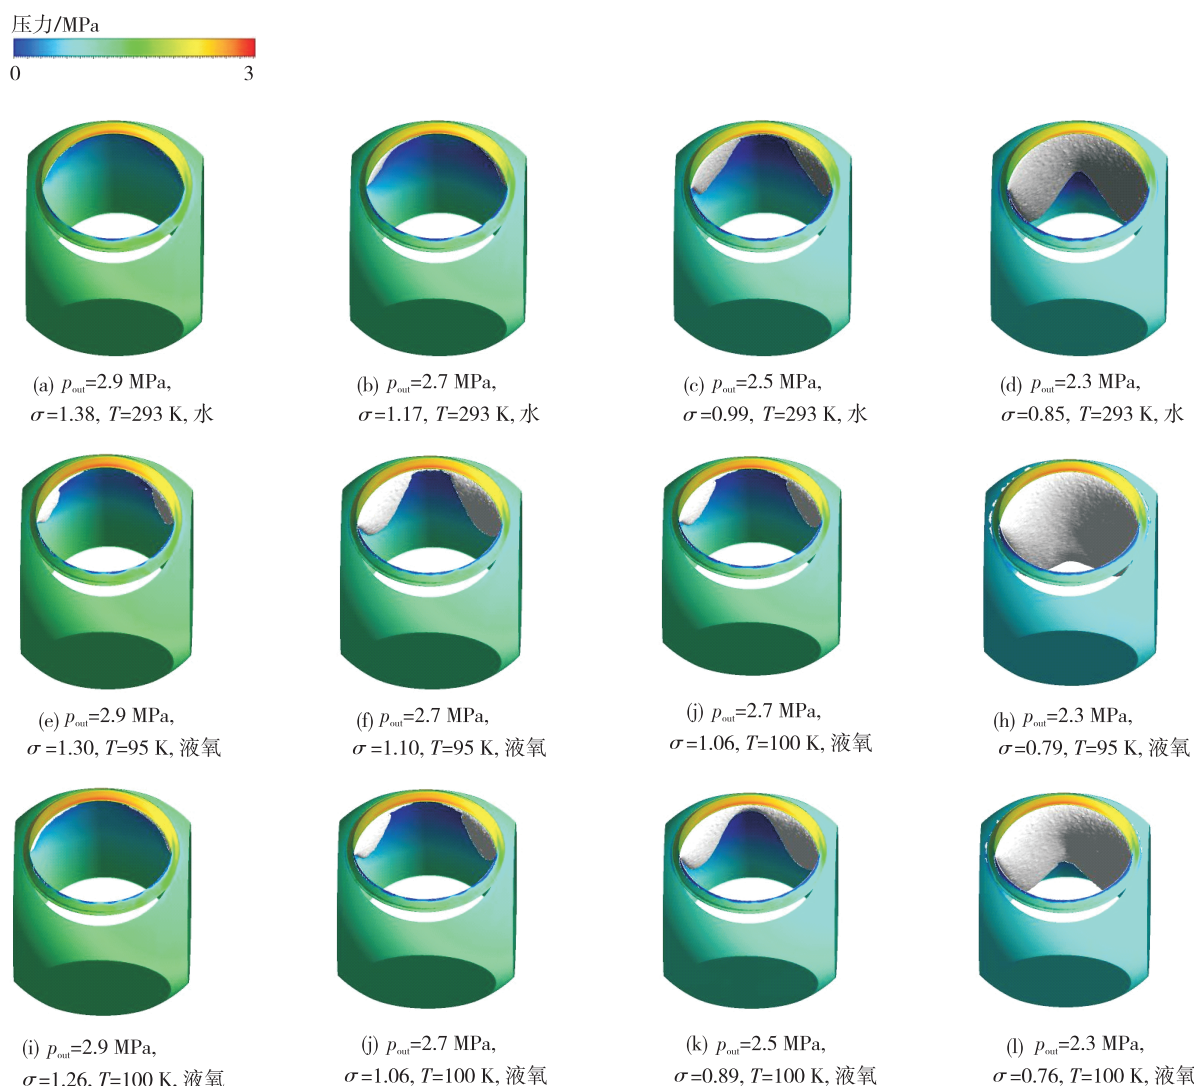 压力/MPa
0 3
(a) pout=2.9 MPa,
σ=1.38, T=293 K, 水
(b) pout=2.7 MPa,
σ=1.17, T=293 K, 水
(c) pout=2.5 MPa,
σ=0.99, T=293 K, 水
(d) pout=2.3 MPa,
σ=0.85, T=293 K, 水
(e) pout=2.9 MPa,
σ=1.30, T=95 K, 液氧
(f) pout=2.7 MPa,
σ=1.10, T=95 K, 液氧
(j) pout=2.7 MPa,
σ=1.06, T=100 K, 液氧
(h) pout=2.3 MPa,
σ=0.79, T=95 K, 液氧
(i) pout=2.9 MPa,
σ=1.26, T=100 K, 液氧
(j) pout=2.7 MPa,
σ=1.06, T=100 K, 液氧
(k) pout=2.5 MPa,
σ=0.89, T=100 K, 液氧
(l) pout=2.3 MPa,
σ=0.76, T=100 K, 液氧